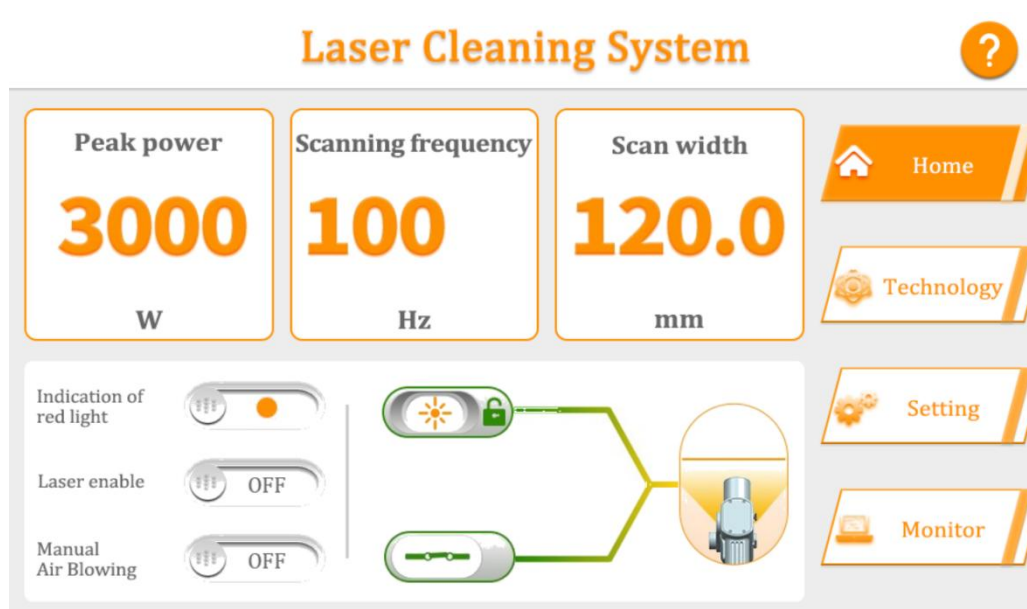 Laser Cleaning System
?
Peak power
3000
W
Scanning frequency
100
Hz
Scan width
120.0
mm
Home
Technology
Setting
Monitor
Indication of
red light
Laser enable
OFF
Manual
Air Blowing
OFF